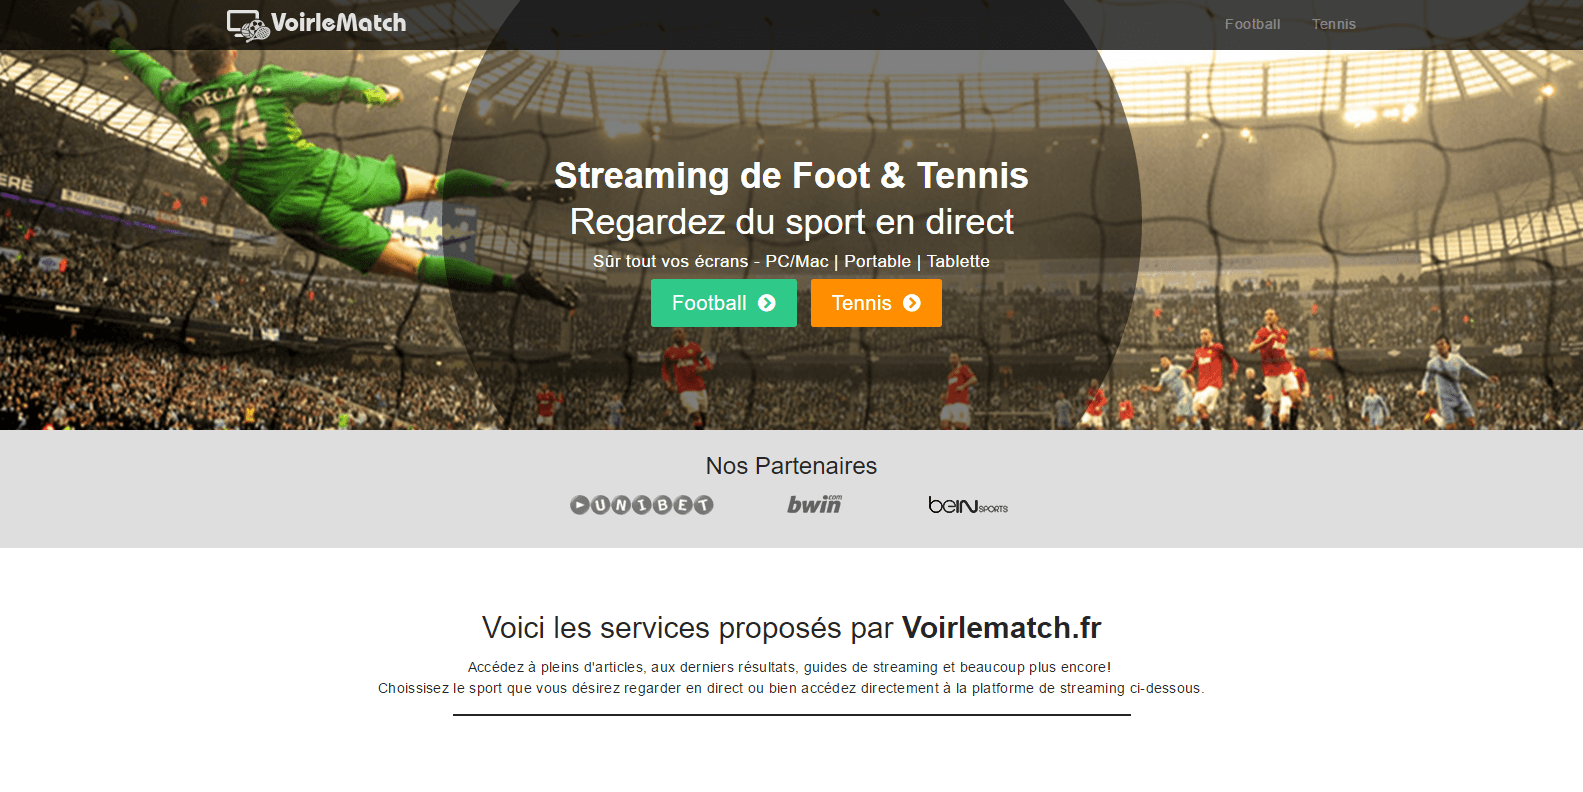 VoirleMatch
Football
Tennis
34
Streaming de Foot & Tennis
Regardez du sport en direct
Sûr tout vos écrans - PC/Mac | Portable | Tablette
Football
Tennis
Nos Partenaires
UNIBET
bwin.com
beIN SPORTS
Voici les services proposés par Voirlematch.fr
Accédez à pleins d'articles, aux derniers résultats, guides de streaming et beaucoup plus encore!
Choissisez le sport que vous désirez regarder en direct ou bien accédez directement à la platforme de streaming ci-dessous.